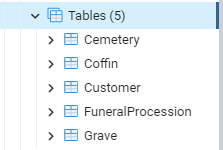 Tables (5)
Cemetery
Coffin
Customer
FuneralProcession
Grave